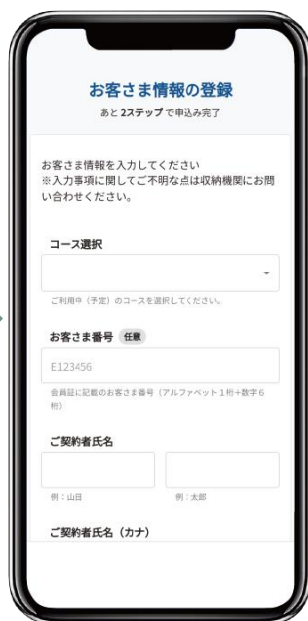 お客さま情報の登録
あと 2ステップ で申込み完了
お客さま情報を入力してください
※入力事項に関してご不明な点は収納機関にお問
い合わせください。
コース選択
ご利用中（予定）のコースを選択してください。
お客さま番号 任意
E123456
会員証に記載のお客さま番号（アルファベット１桁＋数字６
桁）
ご契約者氏名
例：山田 例：太郎
ご契約者氏名（カナ）